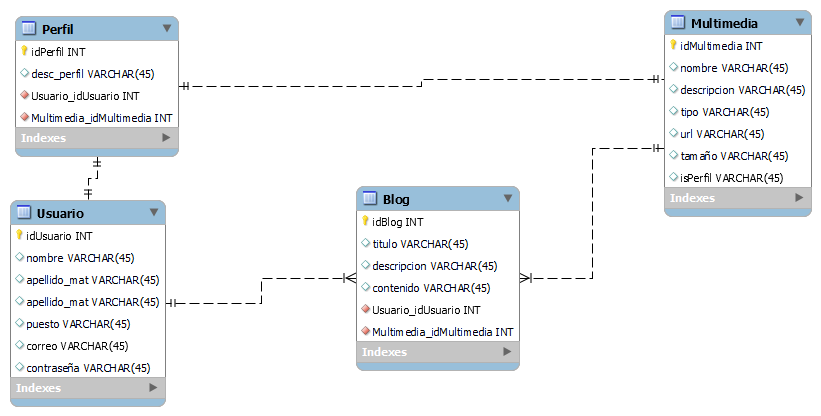 Perfil
idPerfil INT
desc_perfil VARCHAR(45)
Usuario_idUsuario INT
Multimedia_idMultimedia INT
Indexes
Multimedia
idMultimedia INT
nombre VARCHAR(45)
descripcion VARCHAR(45)
tipo VARCHAR(45)
url VARCHAR(45)
tamaño VARCHAR(45)
isPerfil VARCHAR(45)
Indexes
Usuario
idUsuario INT
nombre VARCHAR(45)
apellido_mat VARCHAR(45)
apellido_mat VARCHAR(45)
puesto VARCHAR(45)
correo VARCHAR(45)
contraseña VARCHAR(45)
Indexes
Blog
idBlog INT
titulo VARCHAR(45)
descripcion VARCHAR(45)
contenido VARCHAR(45)
Usuario_idUsuario INT
Multimedia_idMultimedia INT
Indexes